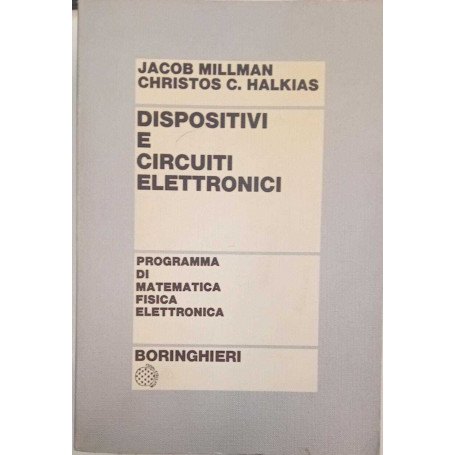 JACOB MILLMAN
CHRISTOS C. HALKIAS
DISPOSITIVI
E
CIRCUITI
ELETTRONICI
PROGRAMMA
DI
MATEMATICA
FISICA
ELETTRONICA
BORINGHIERI